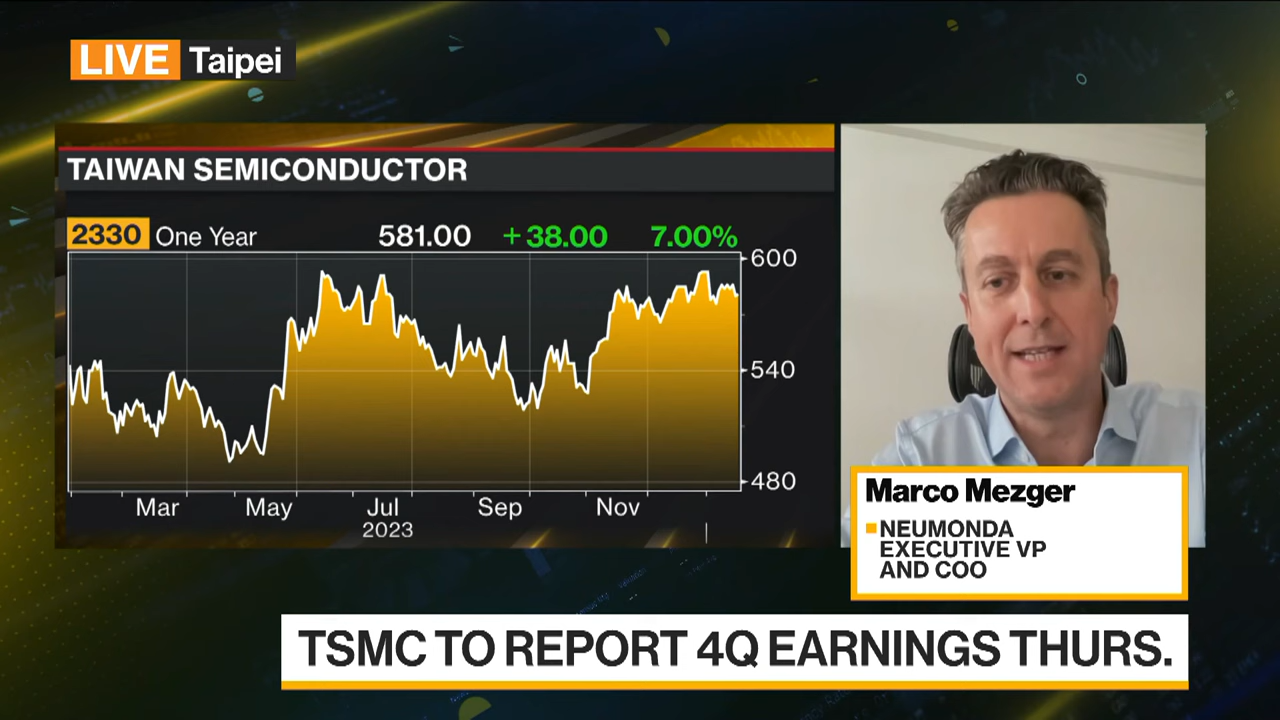 LIVE Taipei
TAIWAN SEMICONDUCTOR
2330 One Year 581.00 +38.00 7.00%
600
540
480
Mar May Jul Sep Nov
2023
Marco Mezger
NEUMONDA
EXECUTIVE VP
AND COO
TSMC TO REPORT 4Q EARNINGS THURS.